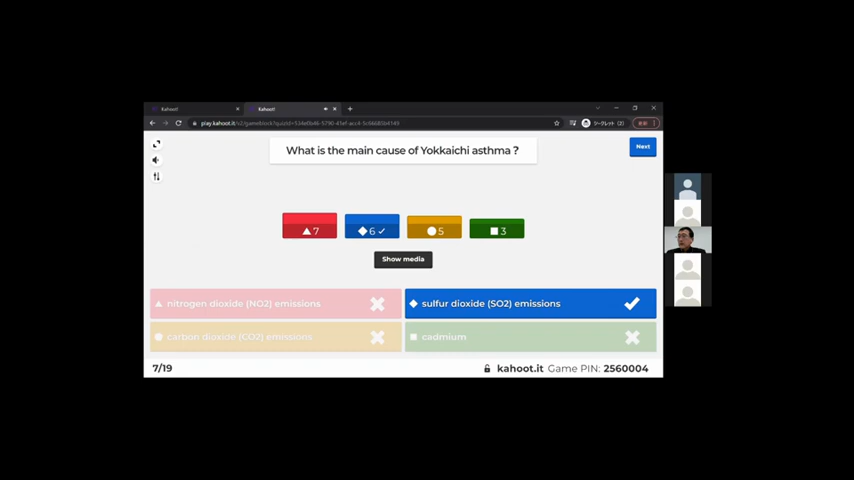 Kahoot!
Kahoot!
What is the main cause of Yokkaichi asthma ?
Next
7
6
5
3
Show media
nitrogen dioxide (NO2) emissions
sulfur dioxide (SO2) emissions
carbon dioxide (CO2) emissions
cadmium
7/19
kahoot.it Game PIN: 2560004